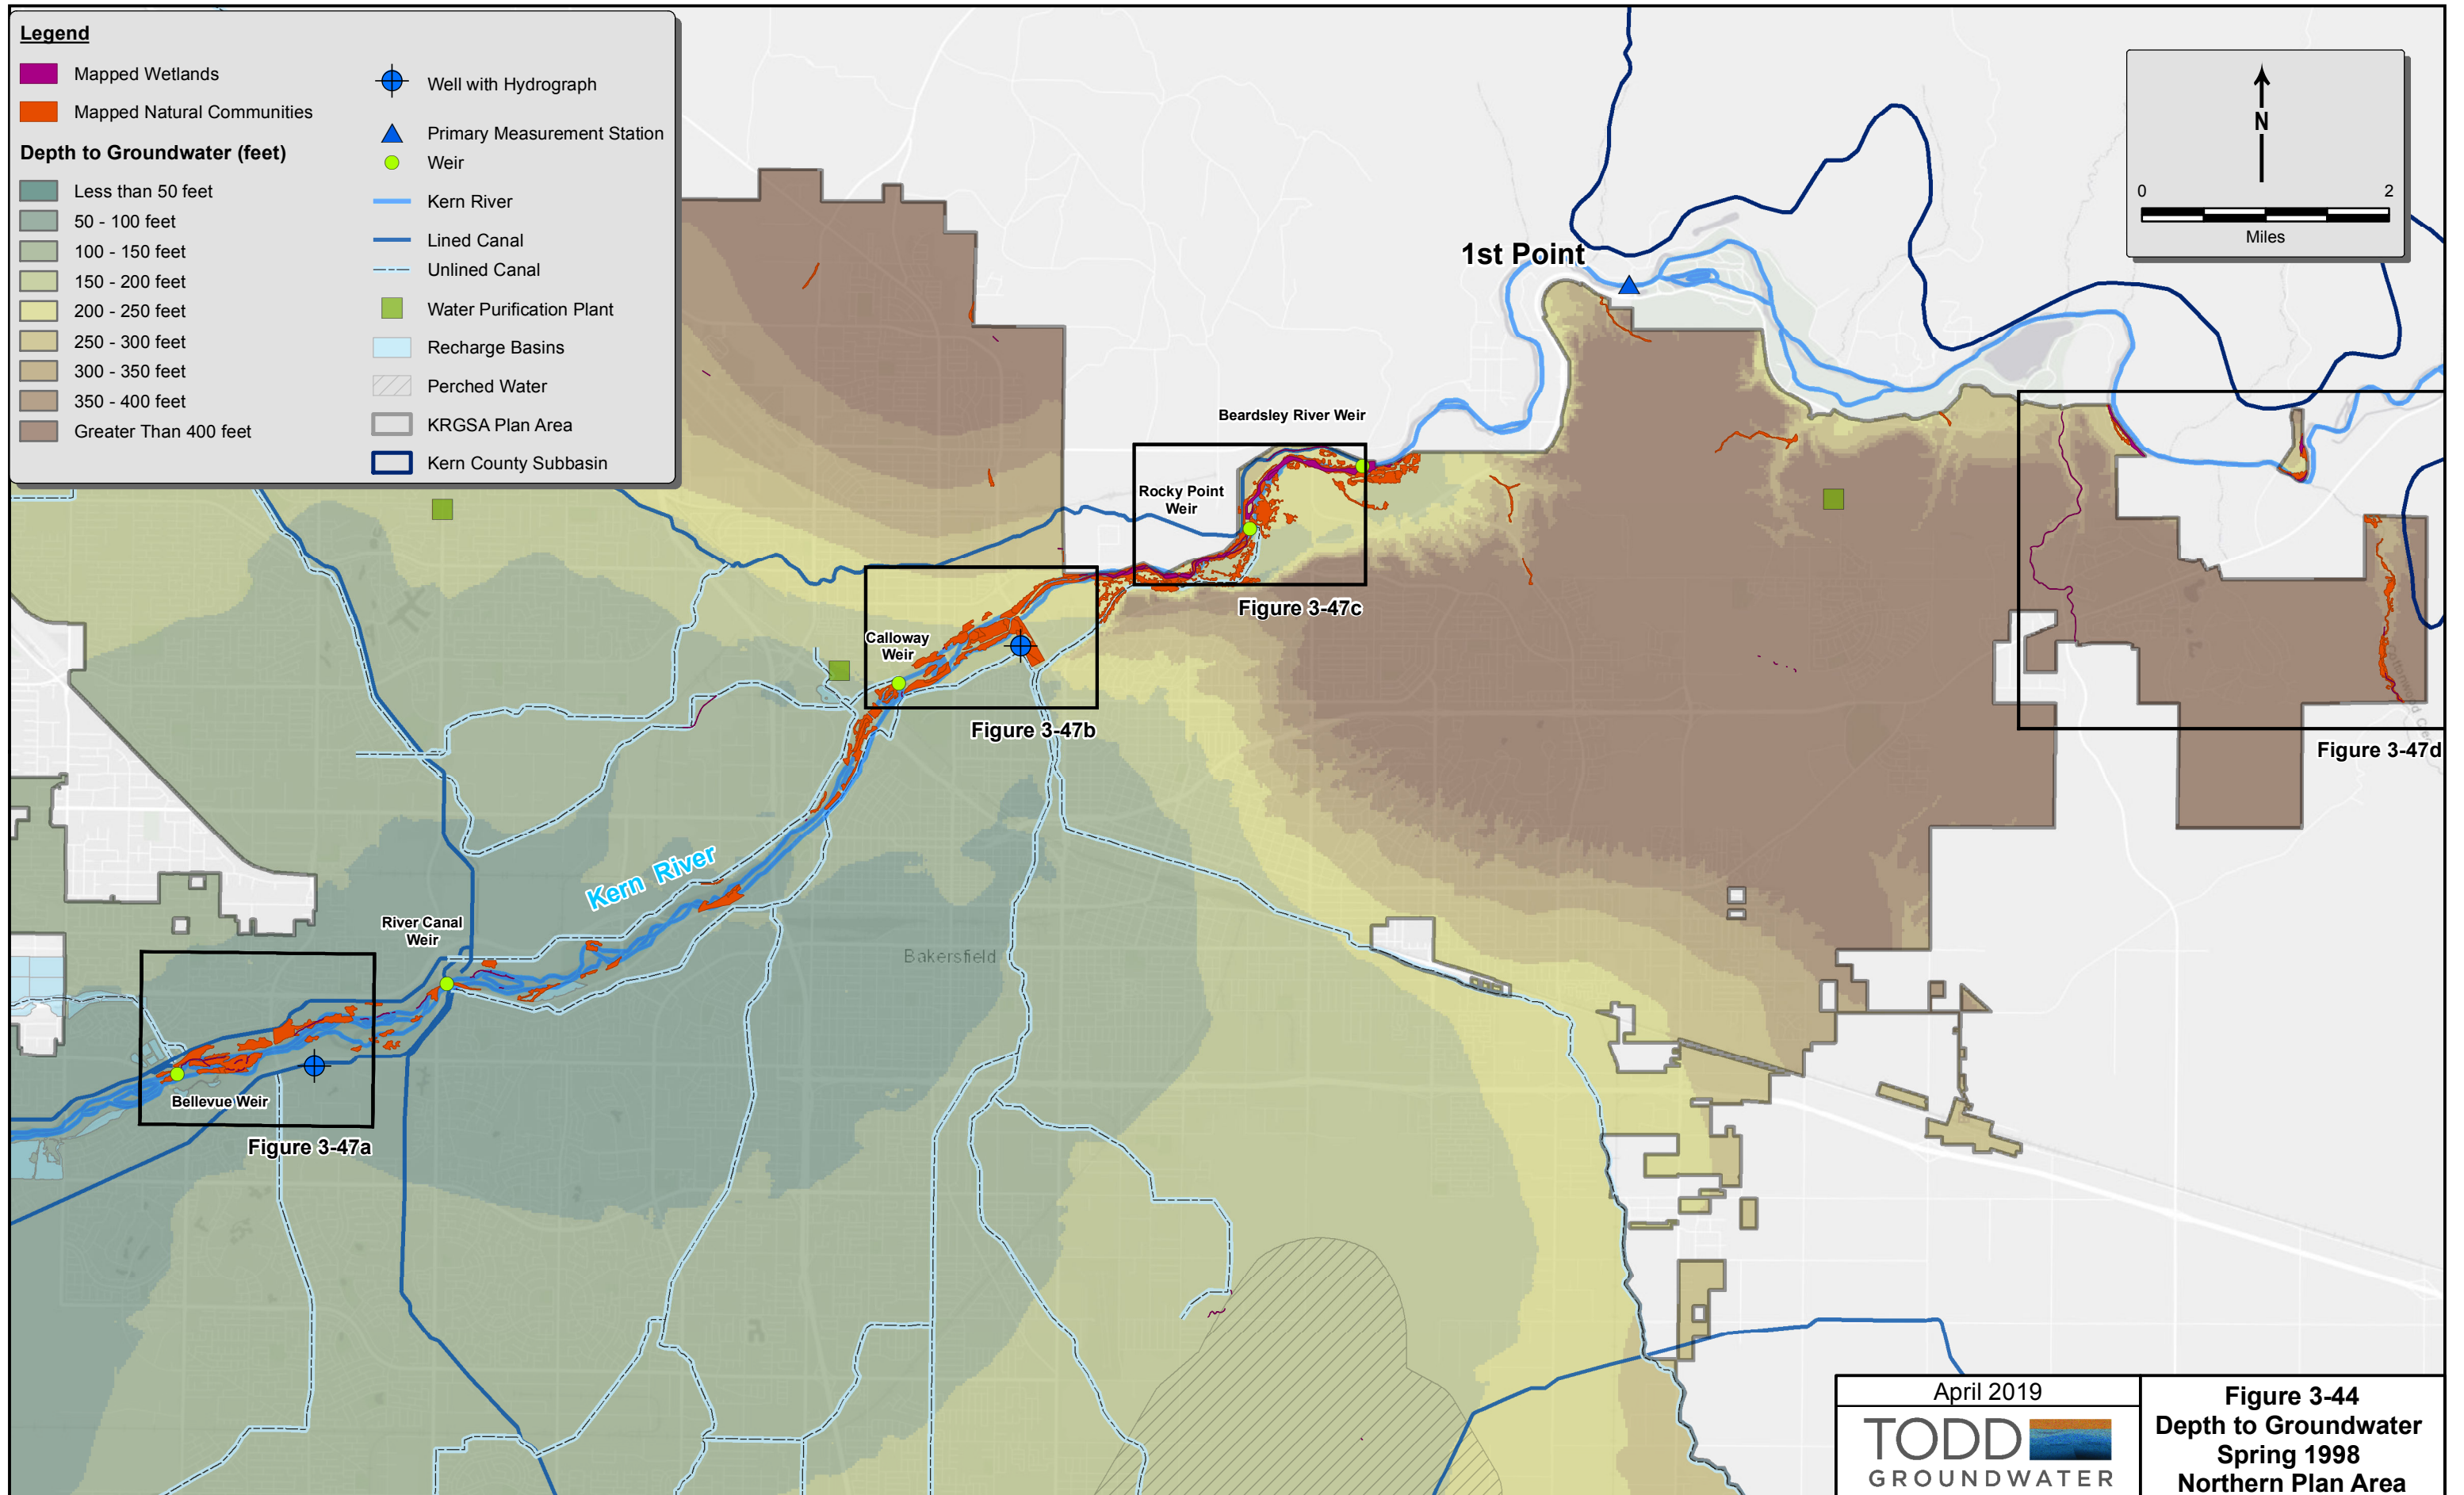 Legend
Mapped Wetlands
Mapped Natural Communities
Depth to Groundwater (feet)
Less than 50 feet
50 - 100 feet
100 - 150 feet
150 - 200 feet
200 - 250 feet
250 - 300 feet
300 - 350 feet
350 - 400 feet
Greater Than 400 feet
Well with Hydrograph
Primary Measurement Station
Weir
Kern River
Lined Canal
Unlined Canal
Water Purification Plant
Recharge Basins
Perched Water
KRGSA Plan Area
Kern County Subbasin
N
0 2
Miles
1st Point
Beardsley River Weir
Rocky Point
Weir
Figure 3-47c
Calloway
Weir
Figure 3-47b
Figure 3-47d
Kern River
River Canal
Weir
Bakersfield
Bellevue Weir
Figure 3-47a
April 2019
TODD
GROUNDWATER
Figure 3-44
Depth to Groundwater
Spring 1998
Northern Plan Area